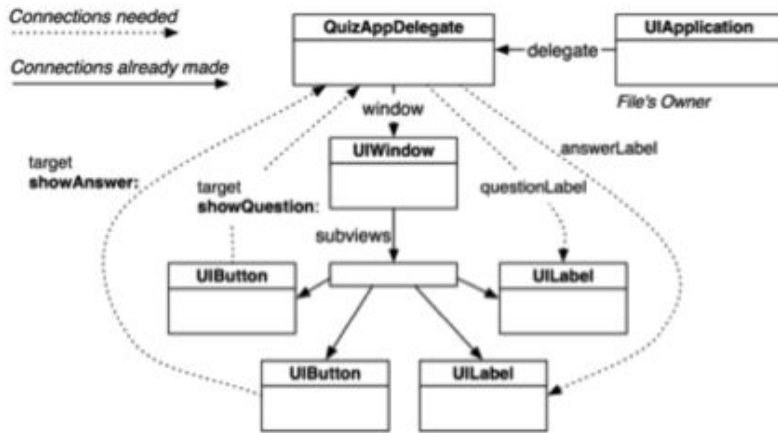 Connections needed
Connections already made
QuizAppDelegate
UIApplication
delegate
File's Owner
window
UIWindow
answerLabel
target
showAnswer:
target
showQuestion:
questionLabel
subviews
UIButton
UILabel
UIButton
UILabel